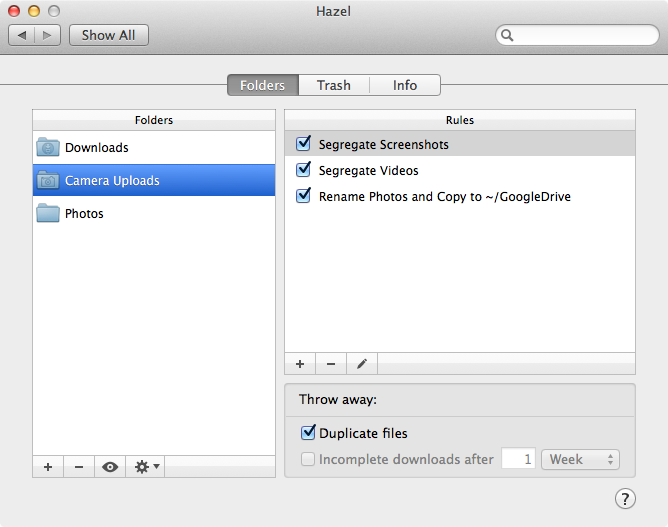 Hazel
Show All
Folders Trash Info
Folders
Downloads
Camera Uploads
Photos
Rules
Segregate Screenshots
Segregate Videos
Rename Photos and Copy to ~/GoogleDrive
Throw away:
Duplicate files
Incomplete downloads after 1 Week
?